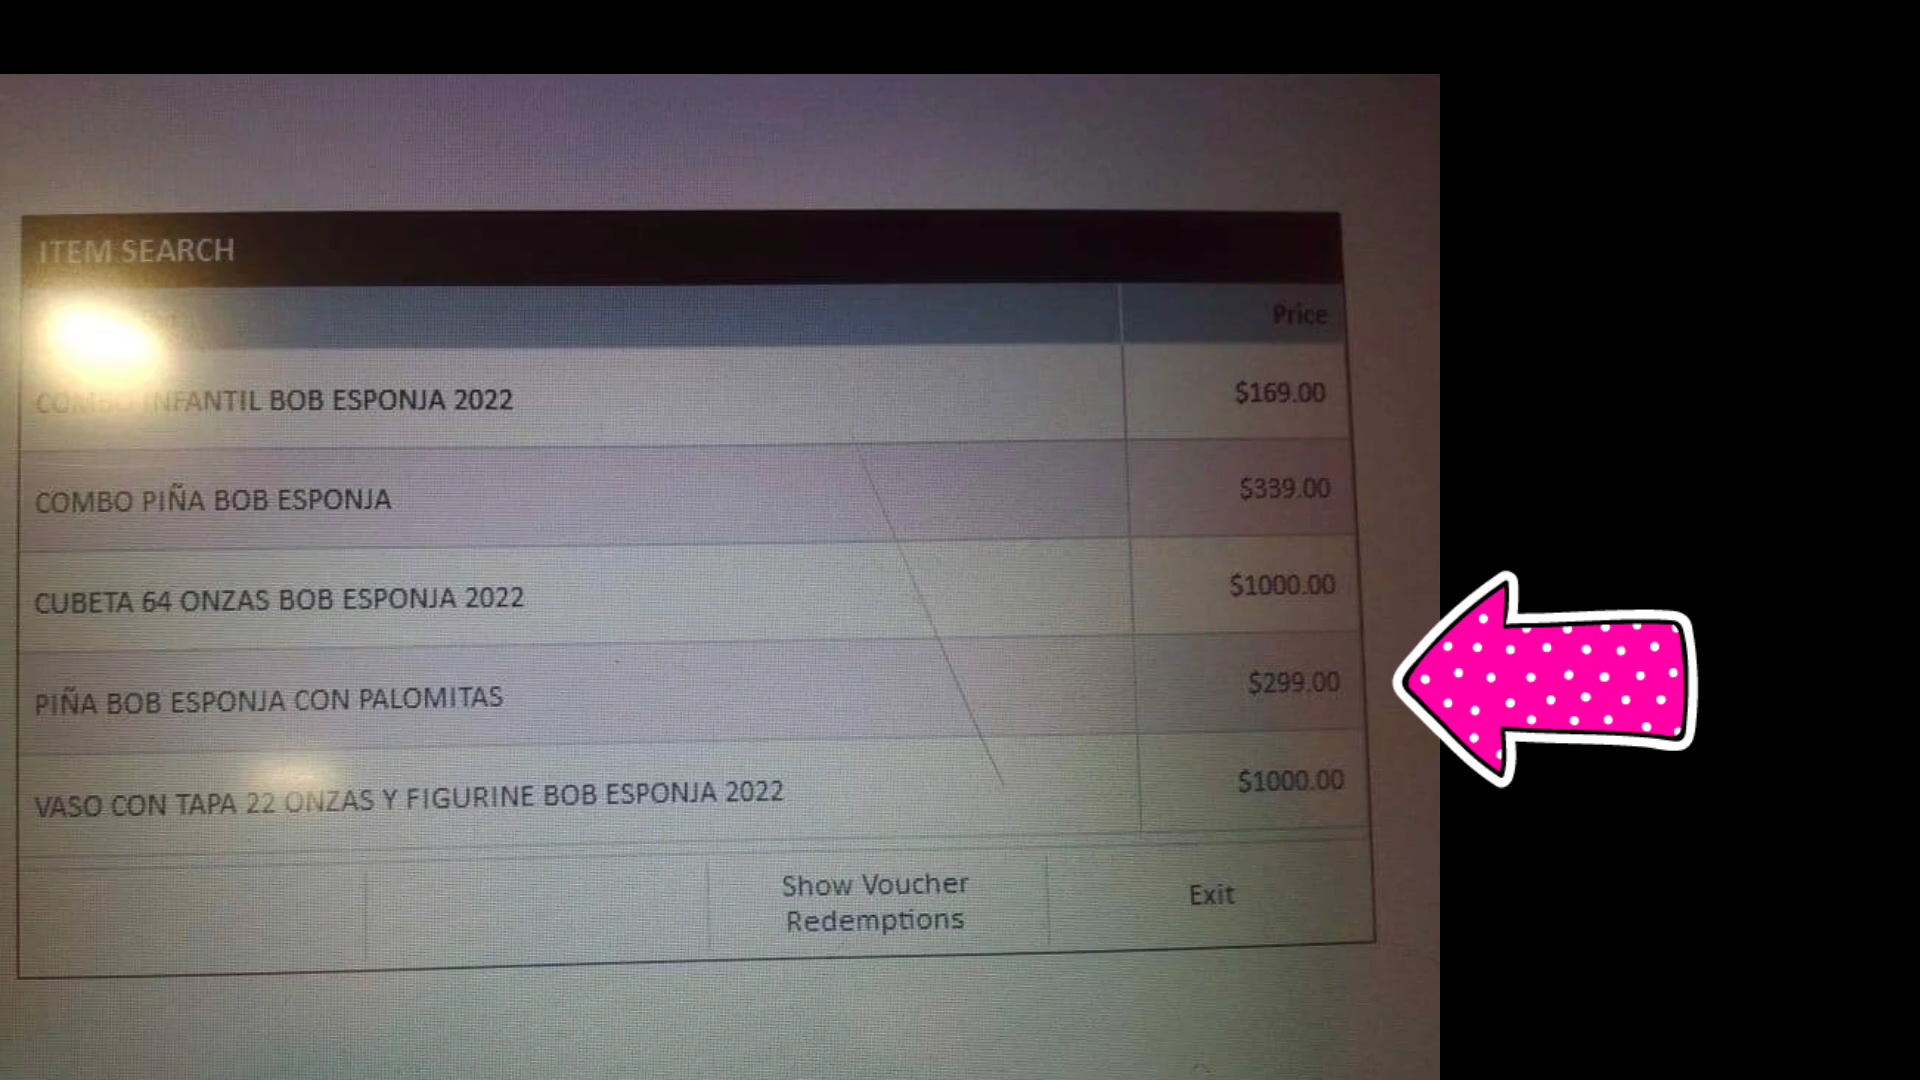 ITEM SEARCH
Price
COMBO INFANTIL BOB ESPONJA 2022
$169.00
COMBO PIÑA BOB ESPONJA
$339.00
CUBETA 64 ONZAS BOB ESPONJA 2022
$1000.00
PIÑA BOB ESPONJA CON PALOMITAS
$299.00
VASO CON TAPA 22 ONZAS Y FIGURINE BOB ESPONJA 2022
$1000.00
Show Voucher
Redemptions
Exit